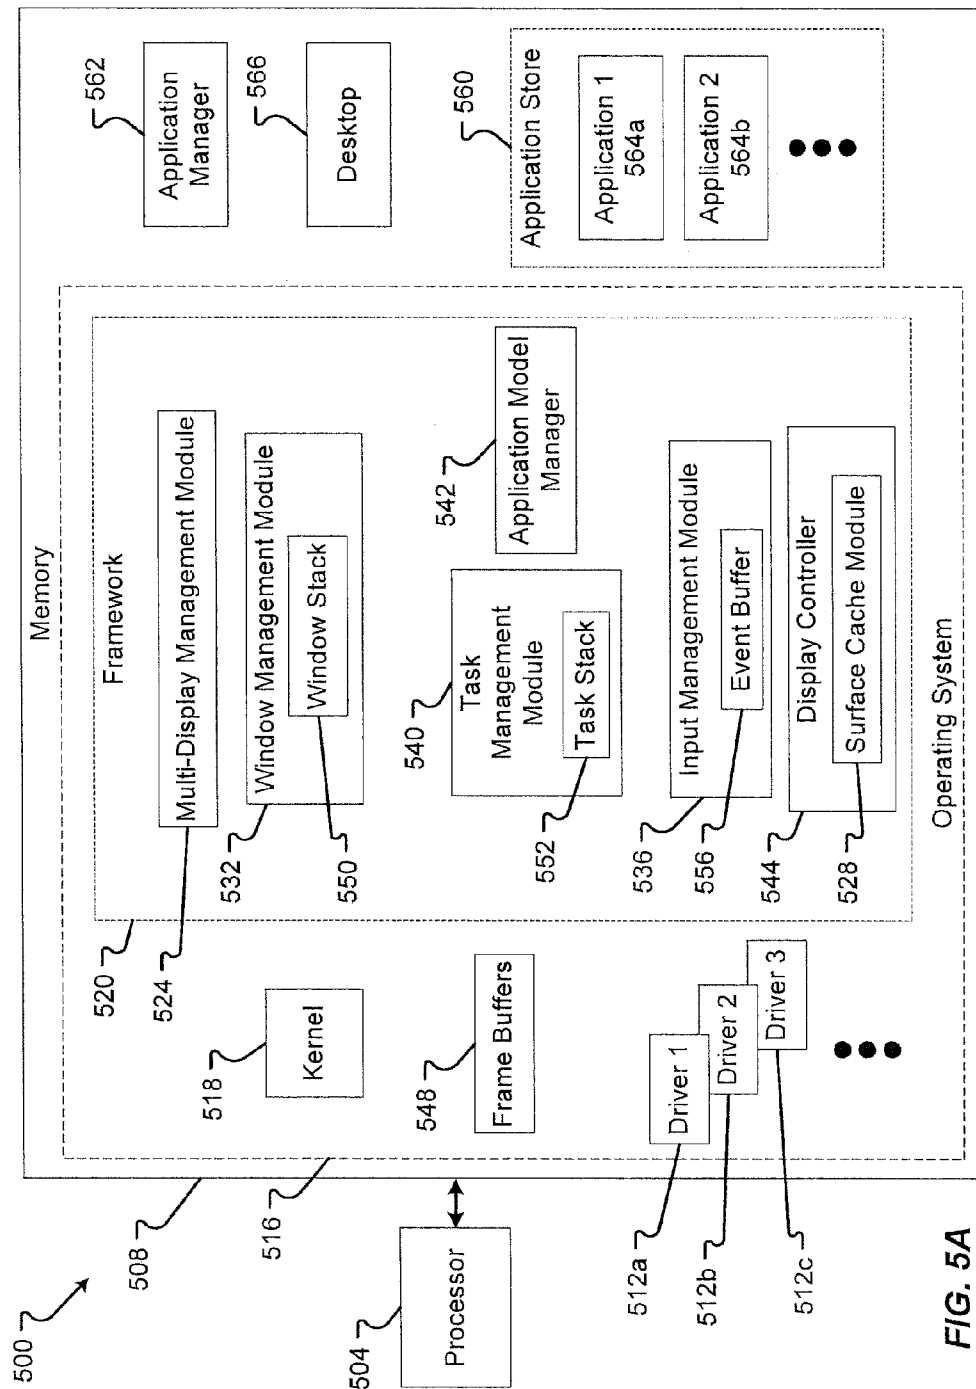 500
508
Memory
516
520
Framework
524
Multi-Display Management Module
562
Application
Manager
518
Kernel
532
Window Management Module
550
Window Stack
566
Desktop
504
Processor
548
Frame Buffers
540
Task
Management
Module
552
Task Stack
542
Application Model
Manager
560
Application Store
Application 1
564a
Application 2
564b
512a
Driver 1
512b
Driver 2
512c
Driver 3
536
Input Management Module
556
Event Buffer
544
Display Controller
528
Surface Cache Module
Operating System
FIG. 5A